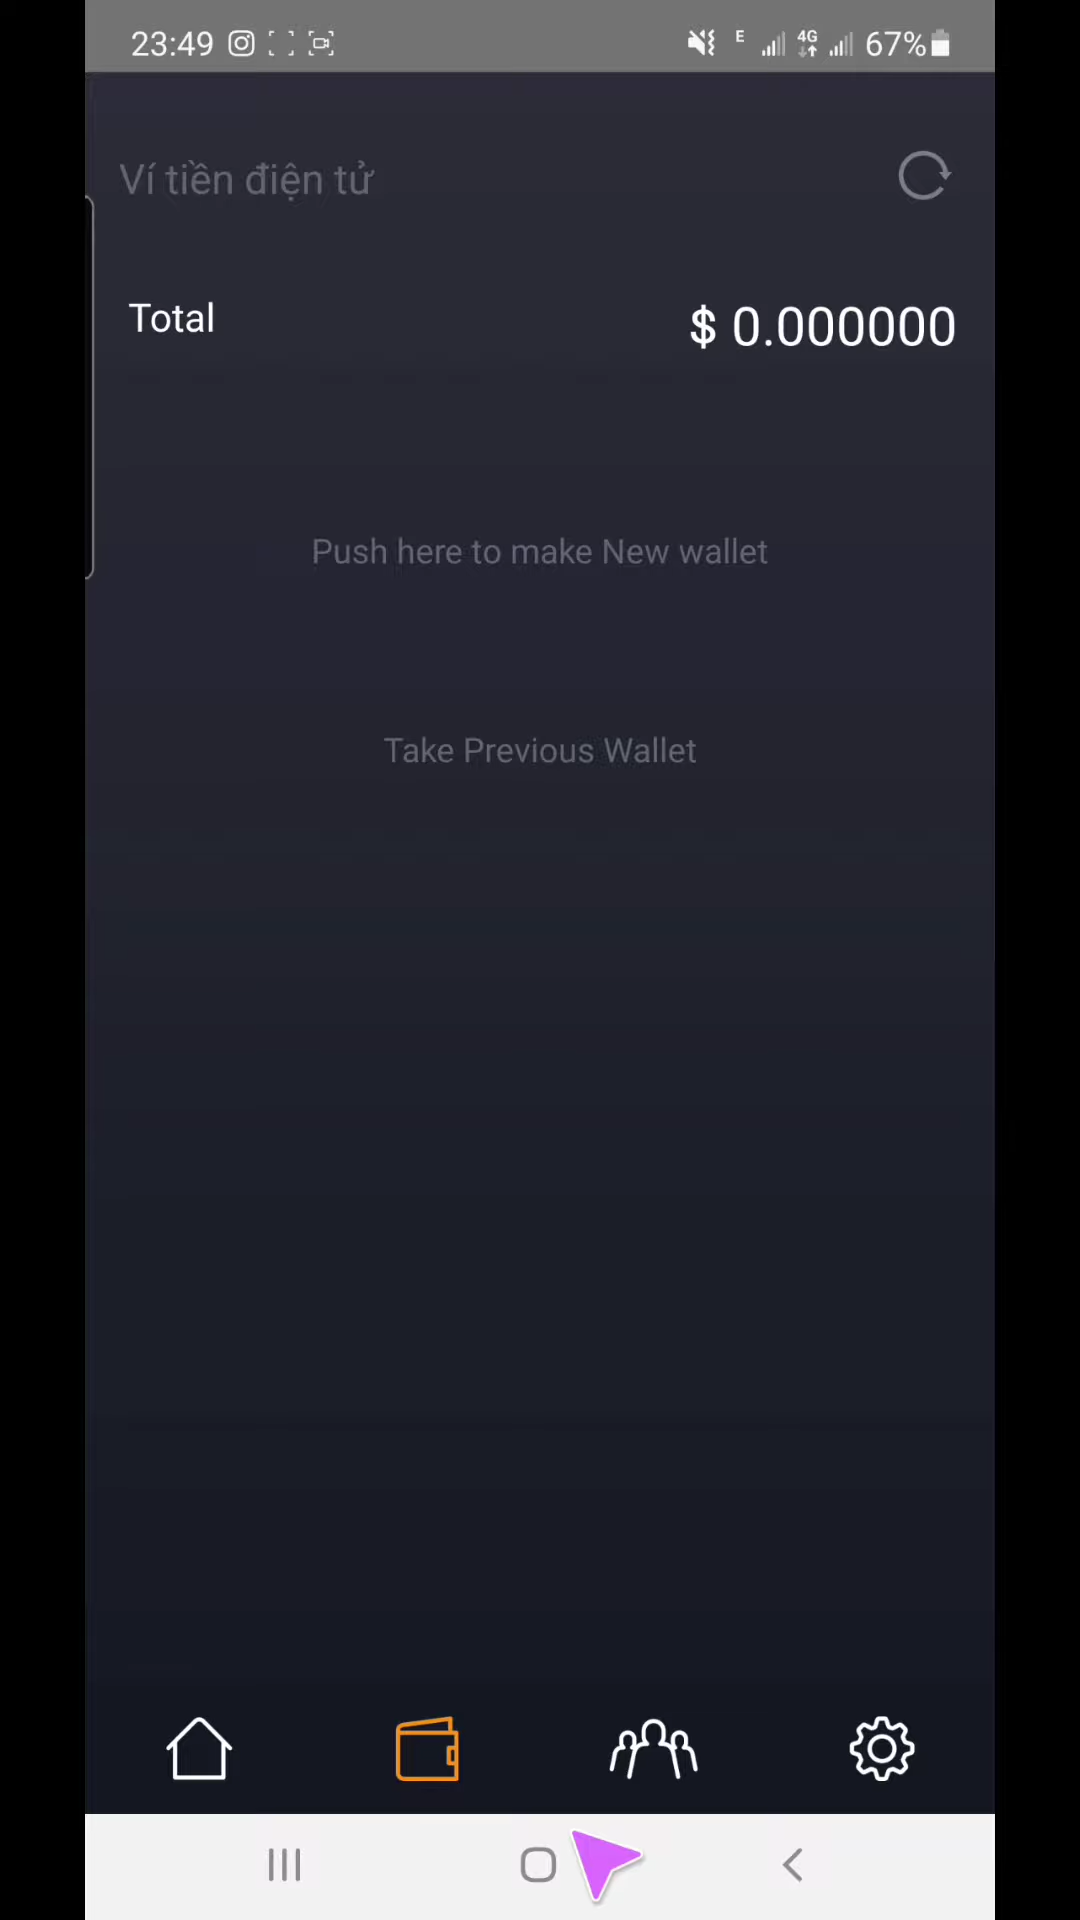 23:49
E 4G 67%
Ví tiền điện tử
Total
$ 0.000000
Push here to make New wallet
Take Previous Wallet